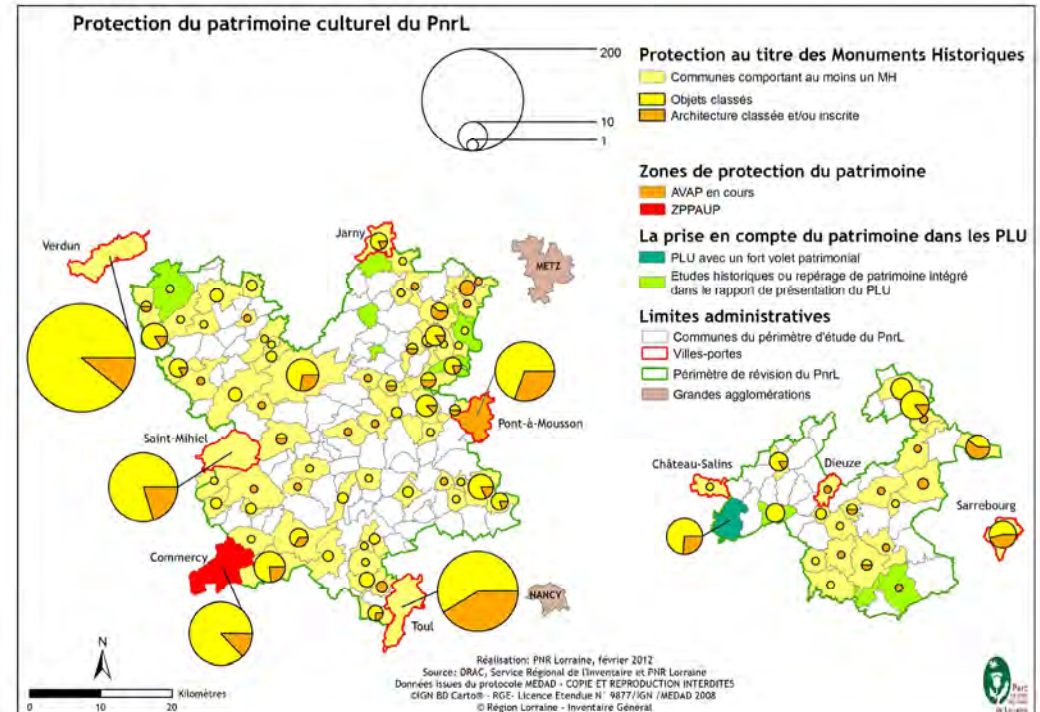 Protection du patrimoine culturel du PnrL
200
10
1
Protection au titre des Monuments Historiques
Communes comportant au moins un MH
Objets classés
Architecture classée et/ou inscrite
Zones de protection du patrimoine
AVAP en cours
ZPPAUP
La prise en compte du patrimoine dans les PLU
PLU avec un fort volet patrimonial
Etudes historiques ou repérage de patrimoine intégré
dans le rapport de présentation du PLU
Limites administratives
Communes du périmètre d'étude du PnrL
Villes-portes
Périmètre de révision du PnrL
Grandes agglomérations
Verdun
Jarny
METZ
Saint-Mihiel
Pont-à-Mousson
Château-Salins
Dieuze
Sarrebourg
Commercy
NANCY
Toul
N
Kilomètres
0 10 20
Réalisation: PNR Lorraine, février 2012
Source: DRAC, Service Régional de l'Inventaire et PNR Lorraine
Données issues du protocole MEDAD - COPIE ET REPRODUCTION INTERDITES
©IGN BD Carto® - RGE- Licence Etendue N° 9877/IGN /MEDAD 2008
© Région Lorraine - Inventaire Général
Parc
de Lorraine